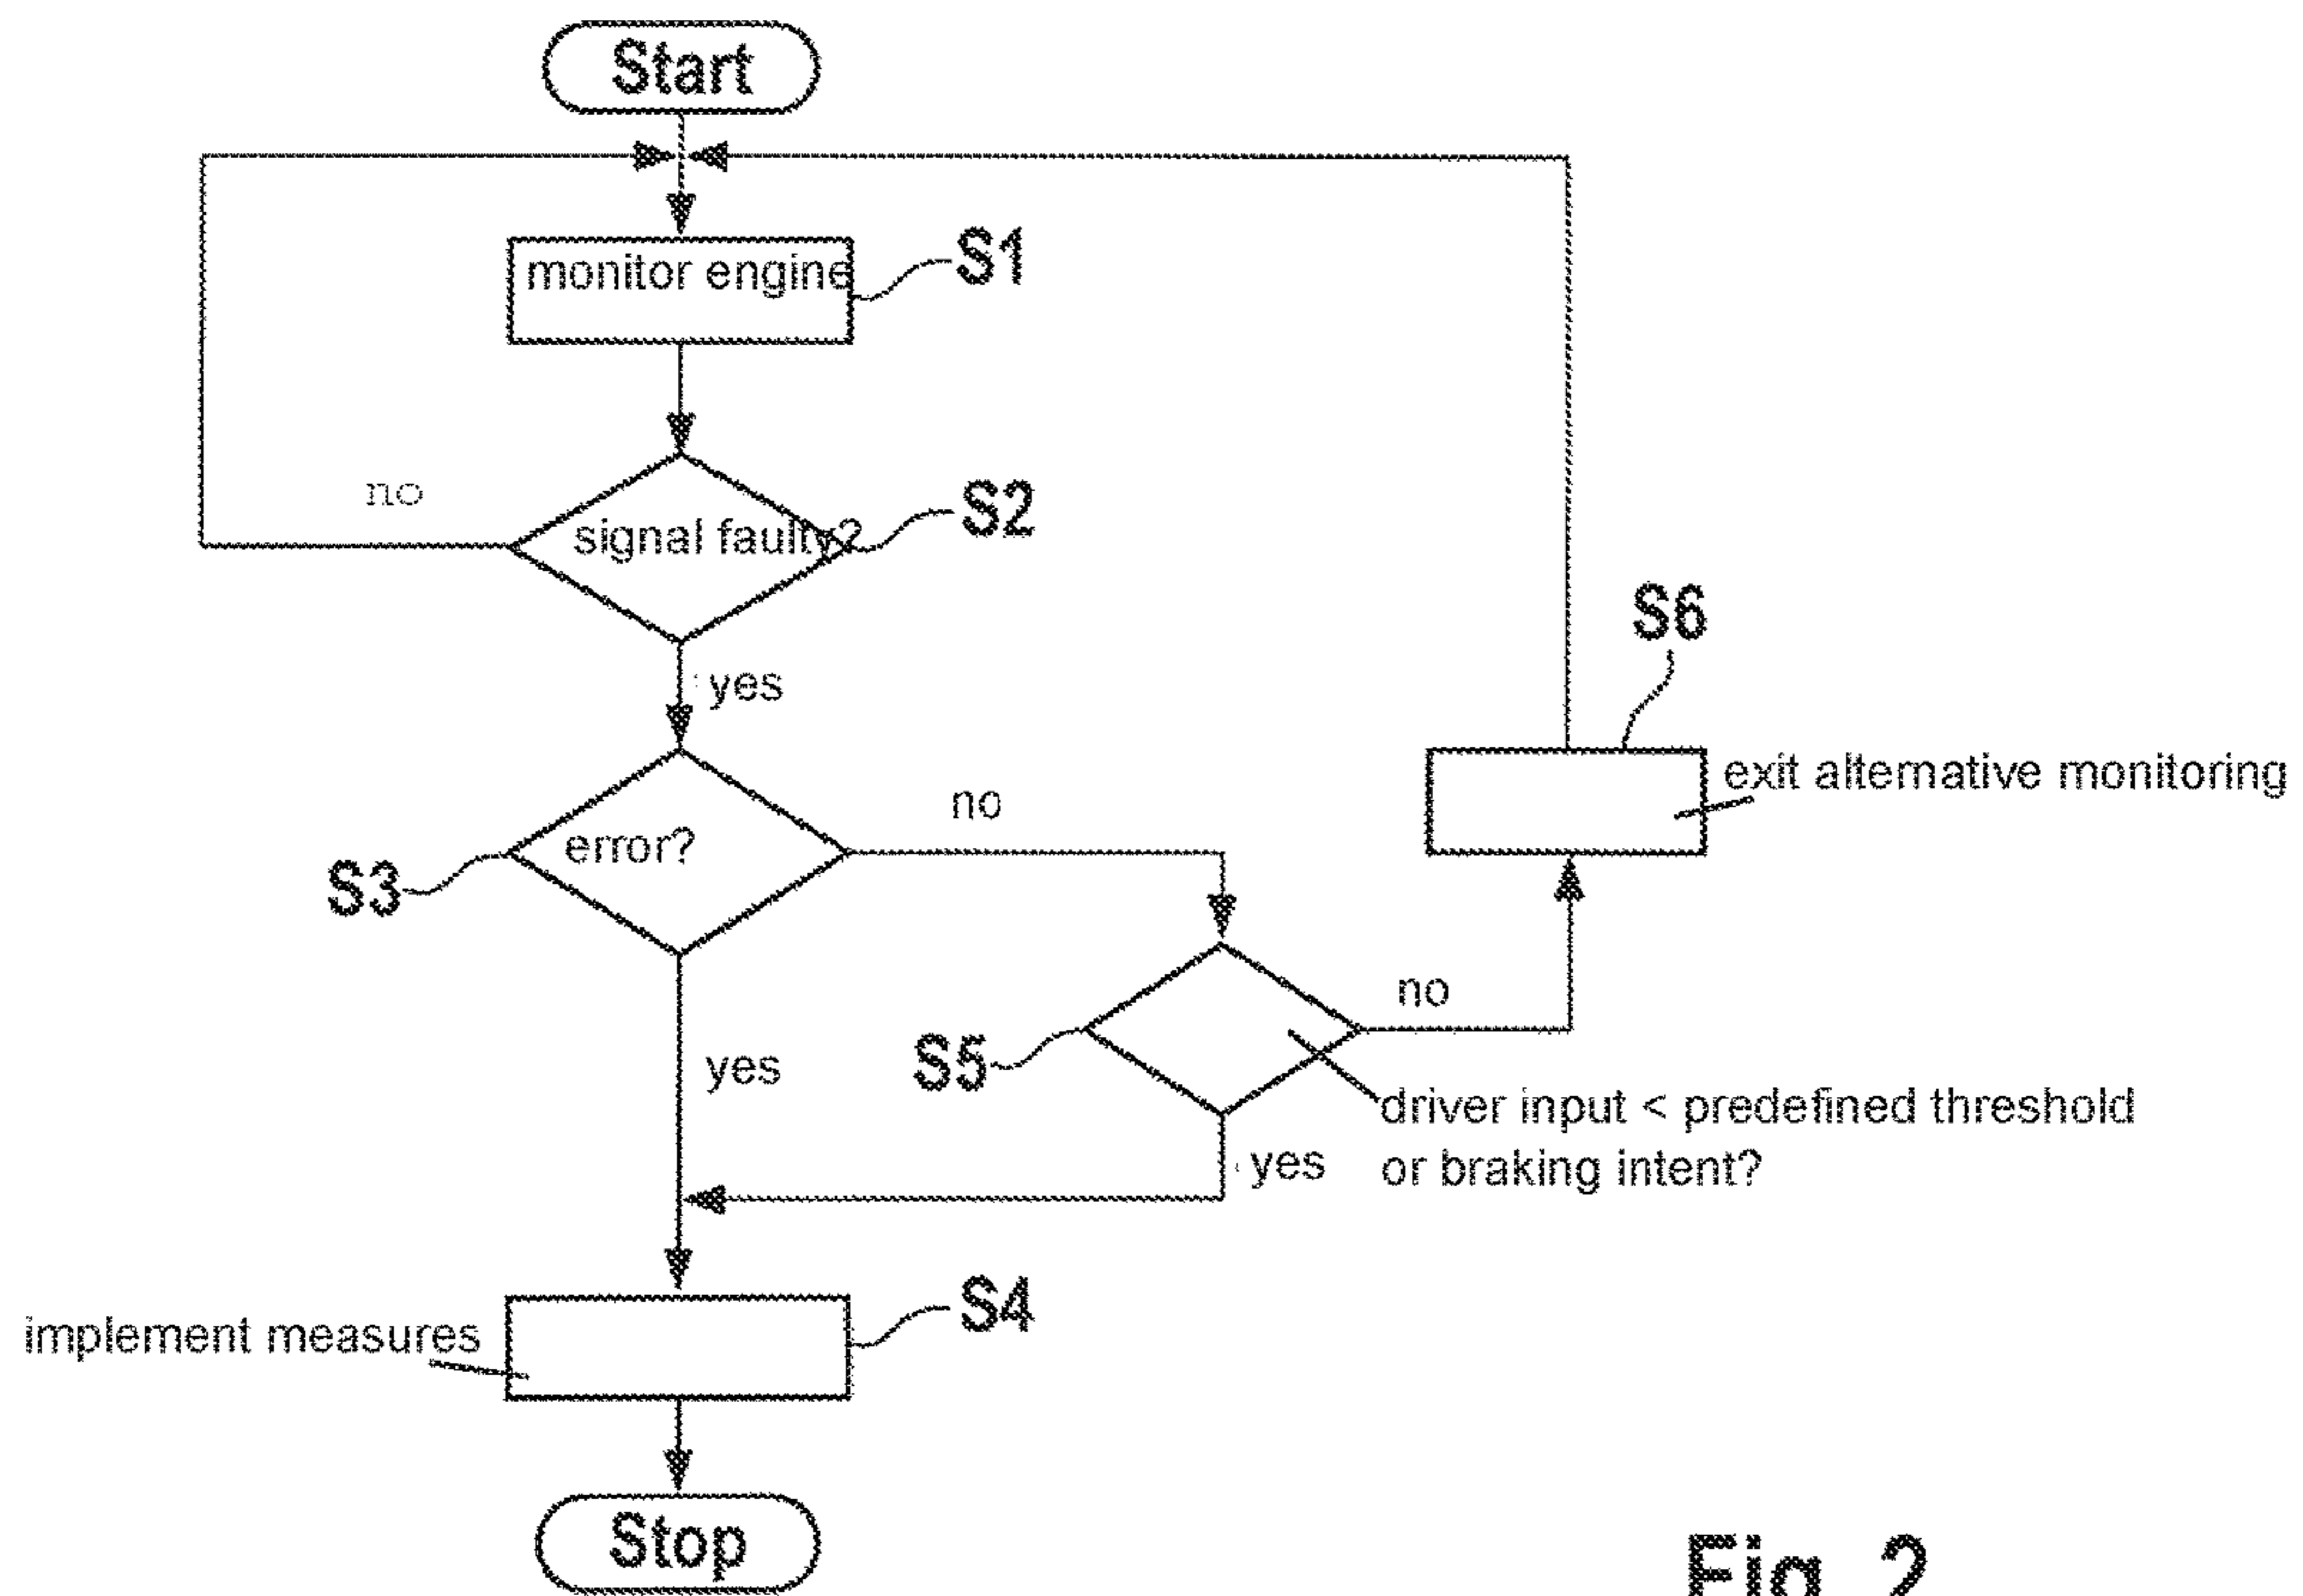 Start
monitor engine
S1
no
signal faulty?
S2
yes
S6
exit alternative monitoring
error?
no
S3
S5
no
yes
driver input < predefined threshold
or braking intent?
yes
implement measures
S4
Stop
Fig. 2